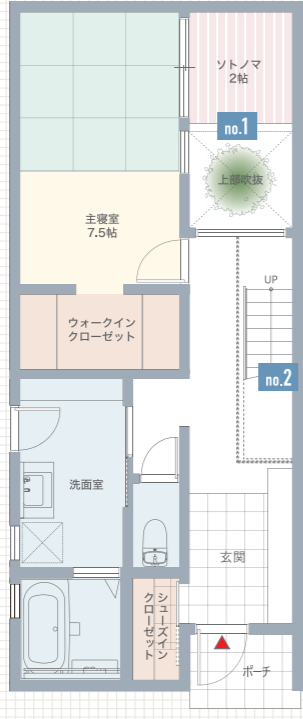 ソトノマ
2帖
no.1
上部吹抜
主寝室
7.5帖
UP
ウォークイン
クローゼット
no.2
洗面室
玄関
シューズイン
クローゼット
ポーチ